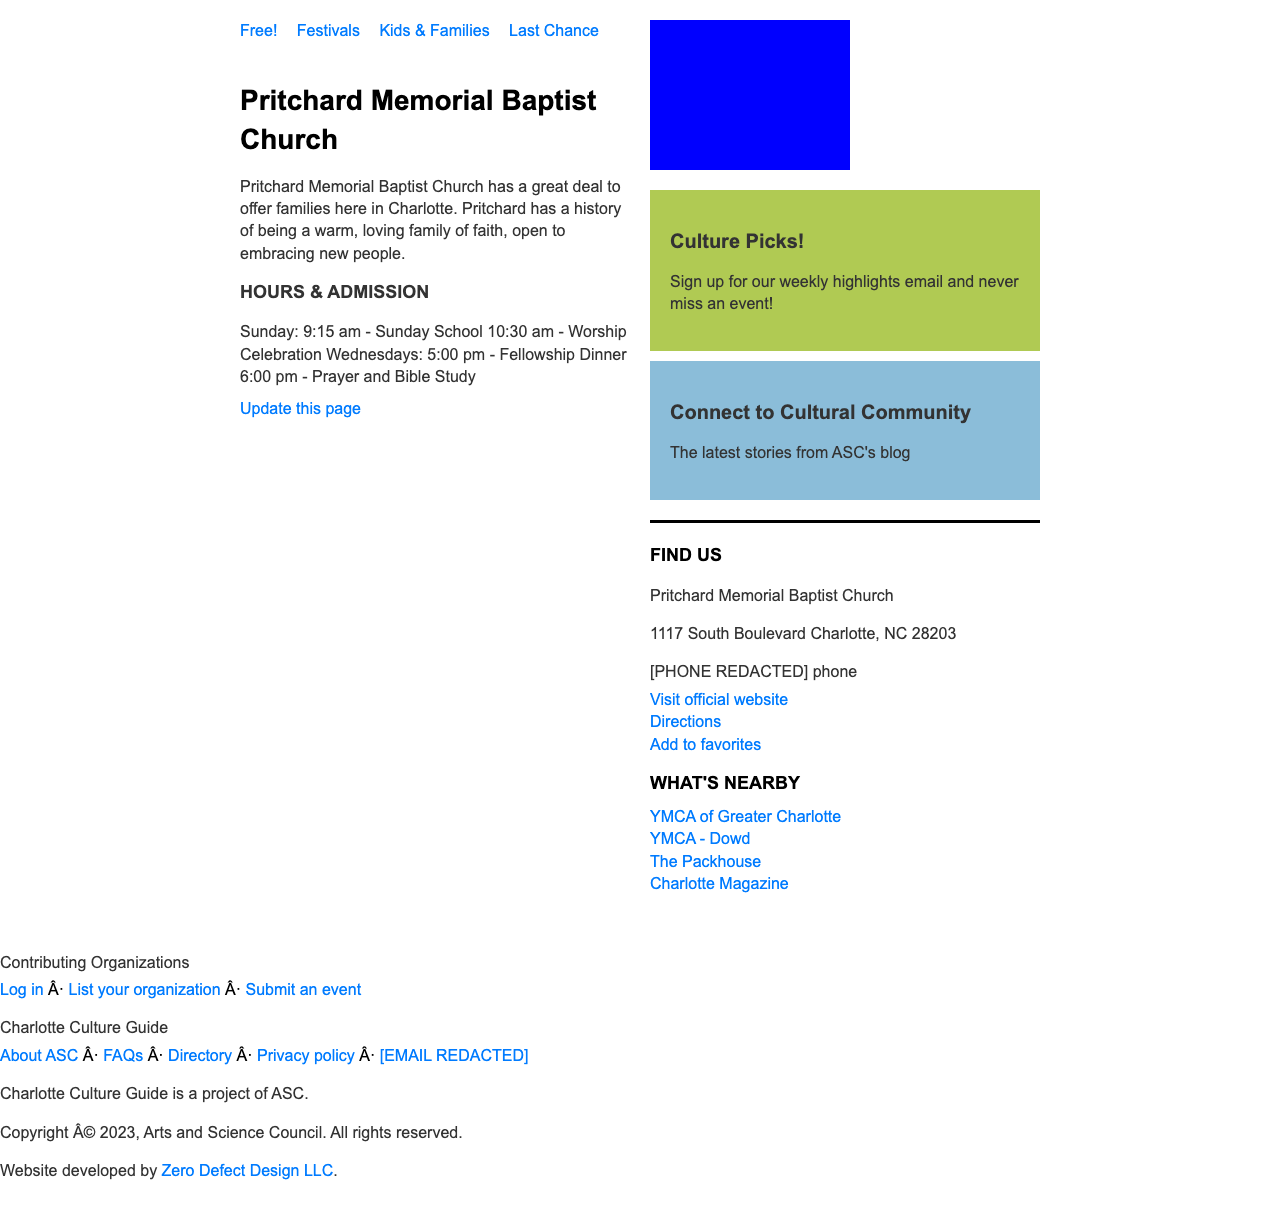 Free! Festivals Kids & Families Last Chance
Pritchard Memorial Baptist
Church
Pritchard Memorial Baptist Church has a great deal to
offer families here in Charlotte. Pritchard has a history
of being a warm, loving family of faith, open to
embracing new people.
HOURS & ADMISSION
Sunday: 9:15 am - Sunday School 10:30 am - Worship
Celebration Wednesdays: 5:00 pm - Fellowship Dinner
6:00 pm - Prayer and Bible Study
Update this page
Culture Picks!
Sign up for our weekly highlights email and never
miss an event!
Connect to Cultural Community
The latest stories from ASC's blog
FIND US
Pritchard Memorial Baptist Church
1117 South Boulevard Charlotte, NC 28203
[PHONE REDACTED] phone
Visit official website
Directions
Add to favorites
WHAT'S NEARBY
YMCA of Greater Charlotte
YMCA - Dowd
The Packhouse
Charlotte Magazine
Contributing Organizations
Log in Â· List your organization Â· Submit an event
Charlotte Culture Guide
About ASC Â· FAQs Â· Directory Â· Privacy policy Â· [EMAIL REDACTED]
Charlotte Culture Guide is a project of ASC.
Copyright Â© 2023, Arts and Science Council. All rights reserved.
Website developed by Zero Defect Design LLC.